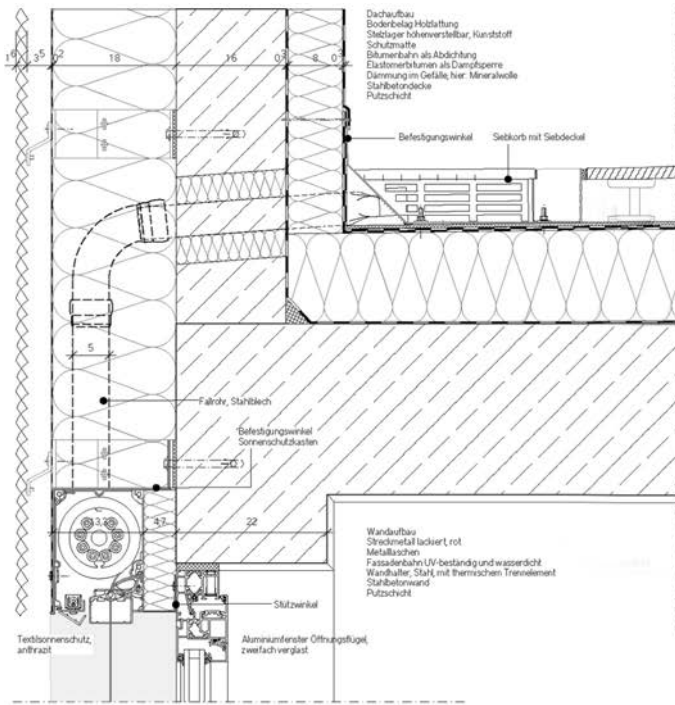 Dachaufbau
Bodenbelag Holzlattung
Stelzlager höhenverstellbar, Kunststoff
Schutzmatte
Bitumenbahn als Abdichtung
Elastomerbitumen als Dampfsperre
Dämmung im Gefälle, hier: Mineralwolle
Stahlbetondecke
Putzschicht
18 16 8
Befestigungswinkel
Siebkorb mit Siebdeckel
5
Fallrohr, Stahlblech
Befestigungswinkel
Sonnenschutzkasten
22
Wandaufbau
Streckmetall lackiert, rot
Metalllaschen
Fassadenbahn UV-beständig und wasserdicht
Wandhalter, Stahl, mit thermischem Trennelement
Stahlbetonwand
Putzschicht
Stützwinkel
Textilsonnenschutz,
anthrazit
Aluminiumfenster Öffnungsflügel,
zweifach verglast